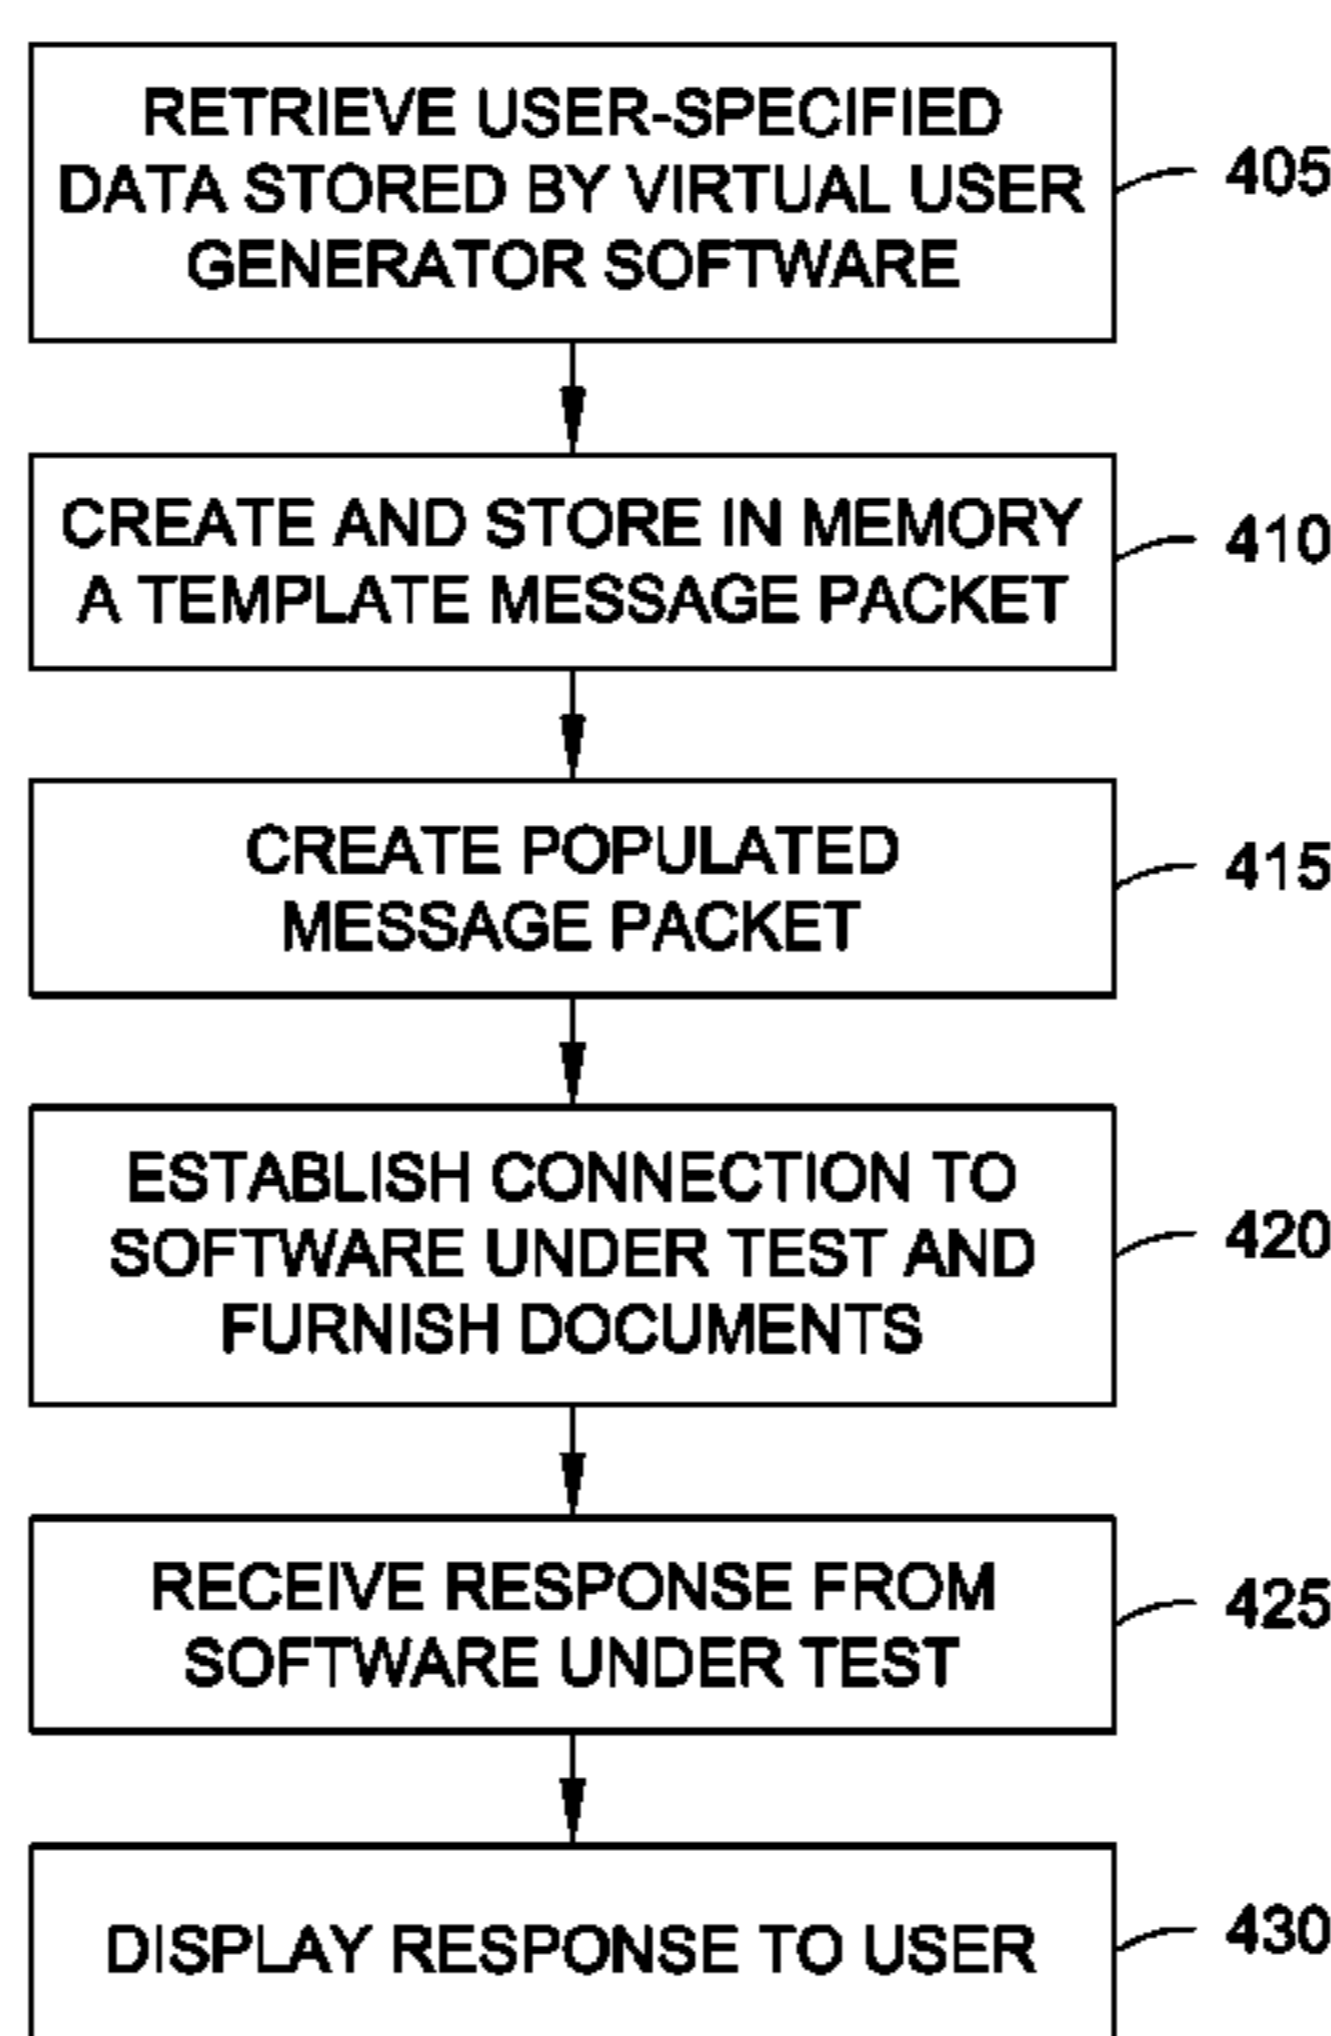 RETRIEVE USER-SPECIFIED
DATA STORED BY VIRTUAL USER
GENERATOR SOFTWARE
405
CREATE AND STORE IN MEMORY
A TEMPLATE MESSAGE PACKET
410
CREATE POPULATED
MESSAGE PACKET
415
ESTABLISH CONNECTION TO
SOFTWARE UNDER TEST AND
FURNISH DOCUMENTS
420
RECEIVE RESPONSE FROM
SOFTWARE UNDER TEST
425
DISPLAY RESPONSE TO USER
430